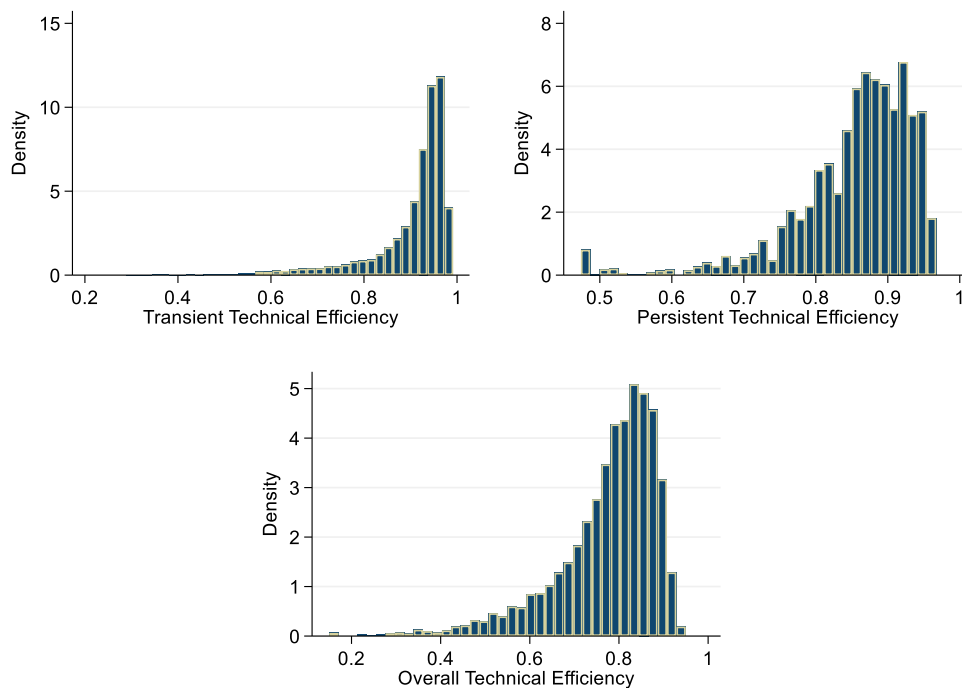 15
10
5
0
Density
0.2 0.4 0.6 0.8 1
Transient Technical Efficiency
8
6
4
2
0
Density
0.5 0.6 0.7 0.8 0.9 1
Persistent Technical Efficiency
5
4
3
2
1
0
Density
0.2 0.4 0.6 0.8 1
Overall Technical Efficiency